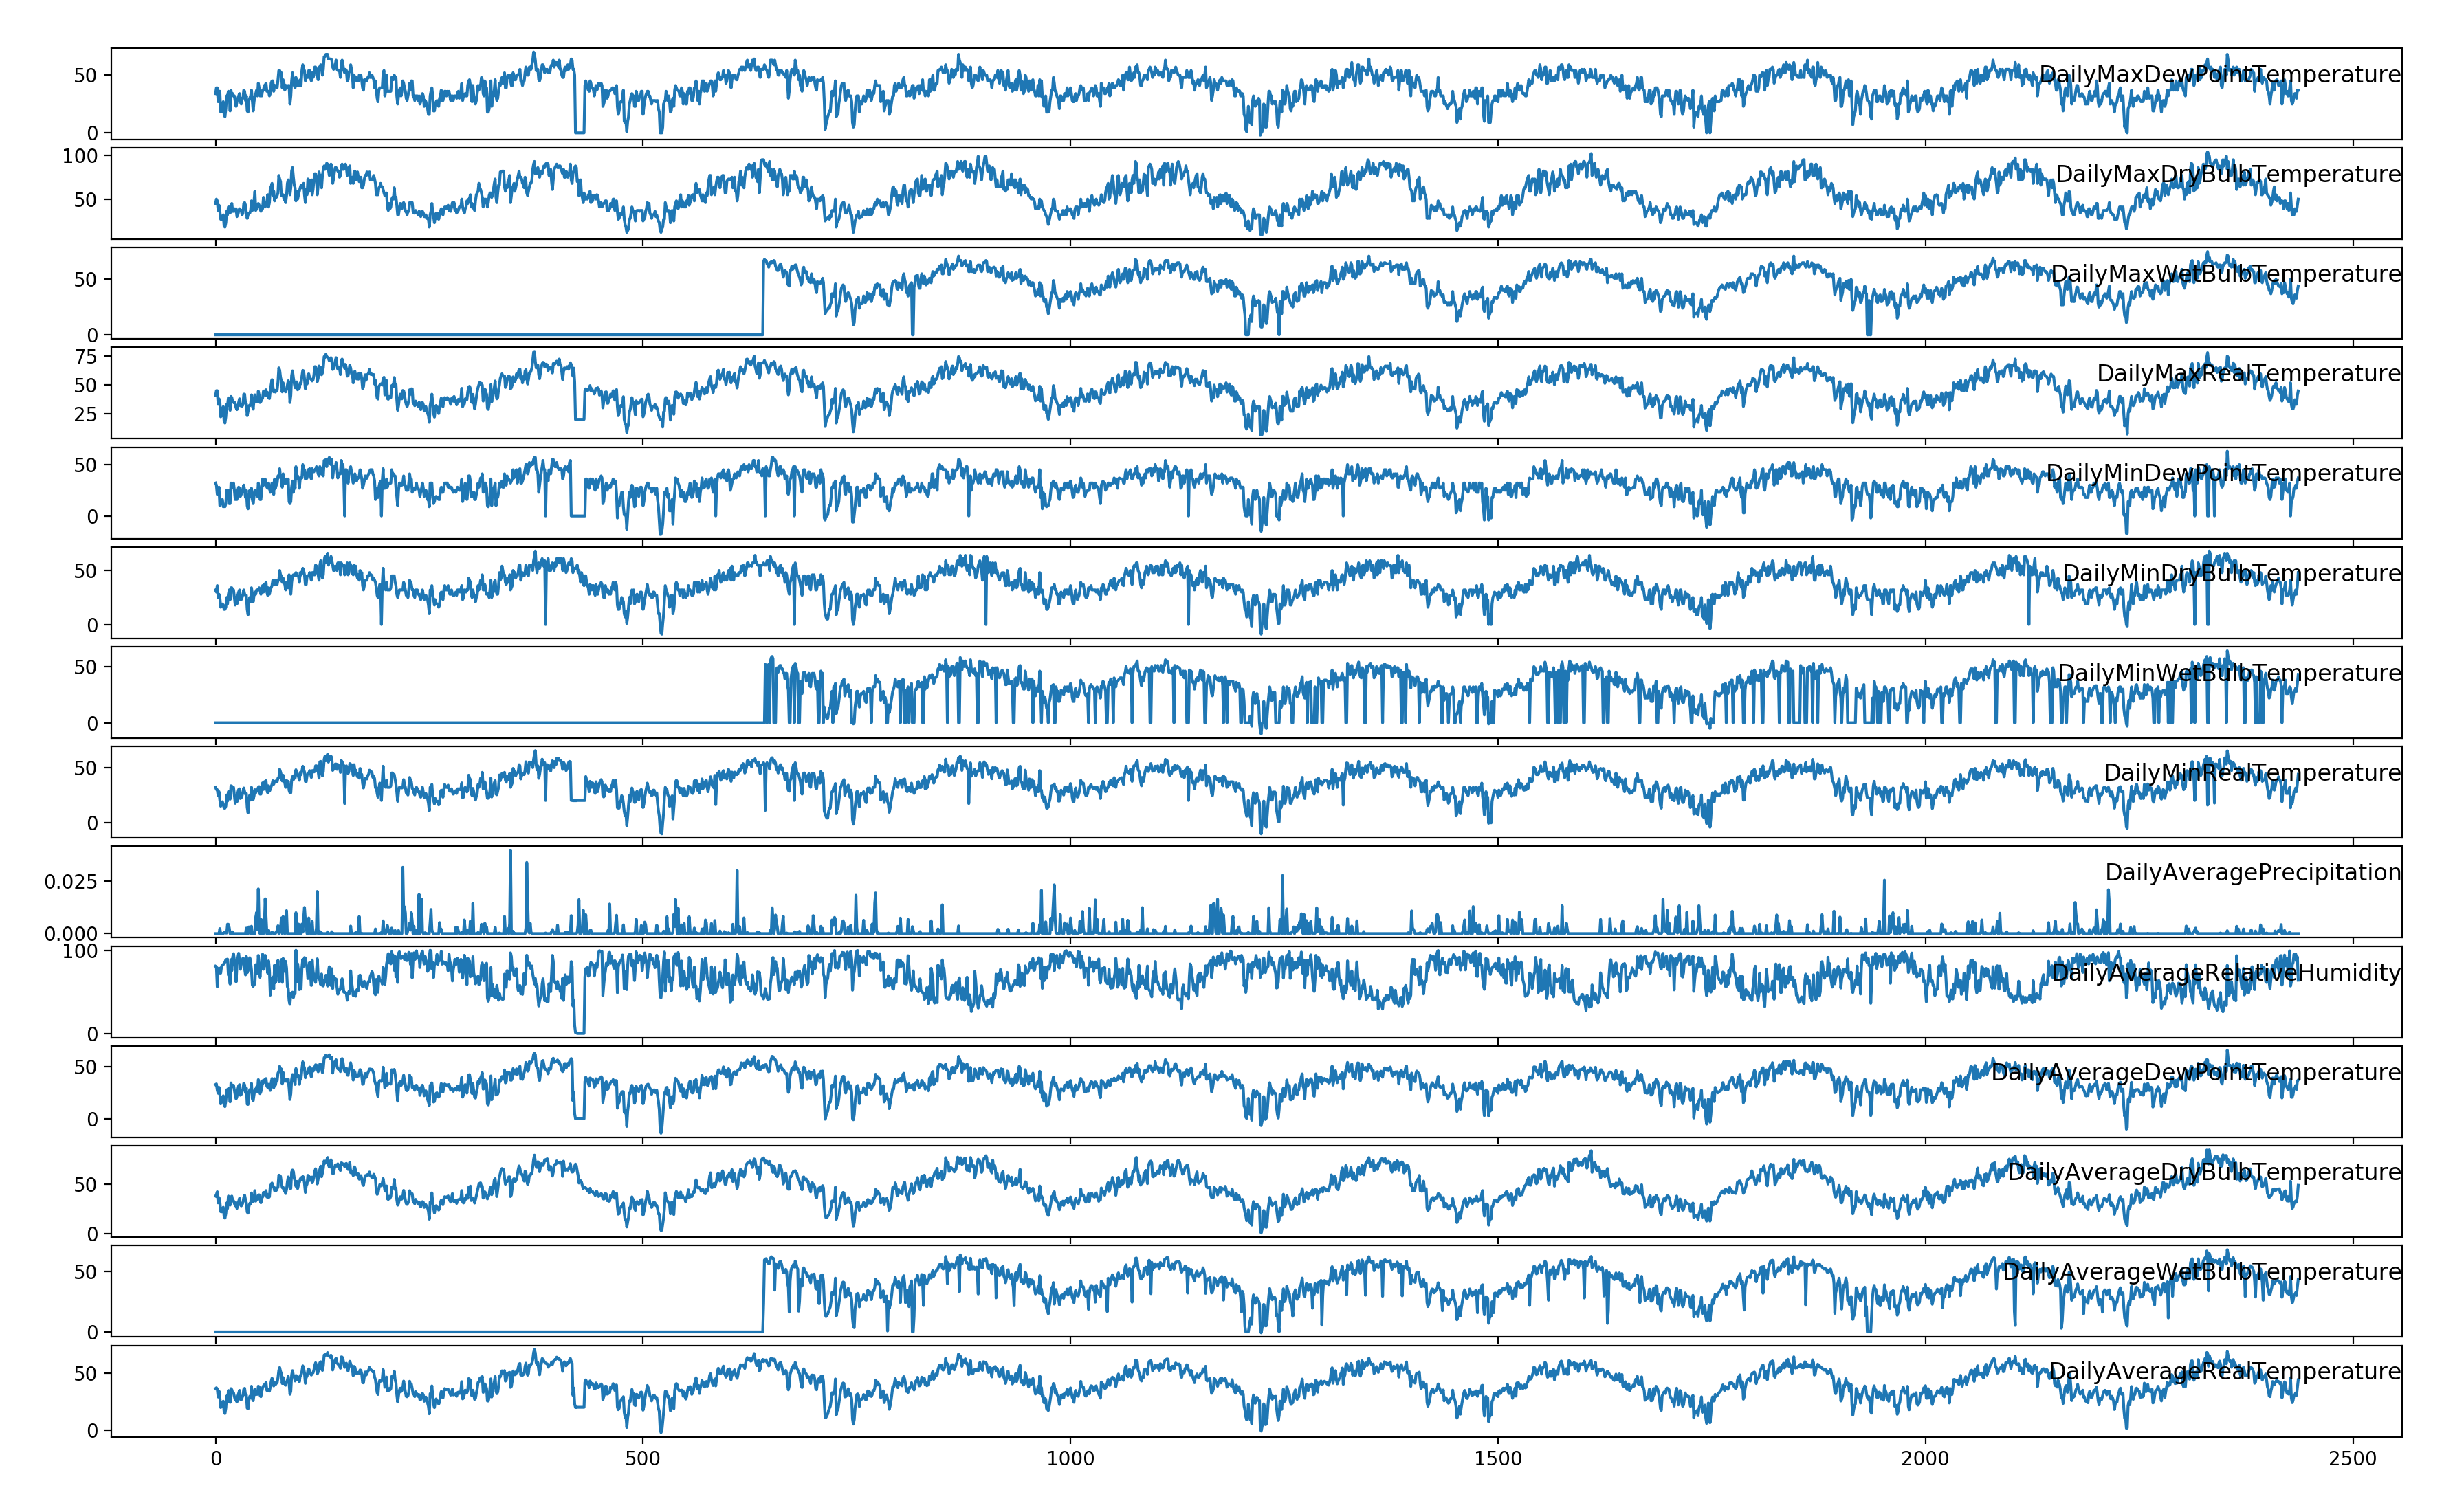 50
0
DailyMaxDewPointTemperature
100
50
DailyMaxDryBulbTemperature
50
0
DailyMaxWetBulbTemperature
75
50
25
DailyMaxRealTemperature
50
0
DailyMinDewPointTemperature
50
0
DailyMinDryBulbTemperature
50
0
DailyMinWetBulbTemperature
50
0
DailyMinRealTemperature
0.025
0.000
DailyAveragePrecipitation
100
0
DailyAverageRelativeHumidity
50
0
DailyAverageDewPointTemperature
50
0
DailyAverageDryBulbTemperature
50
0
DailyAverageWetBulbTemperature
50
0
DailyAverageRealTemperature
0 500 1000 1500 2000 2500